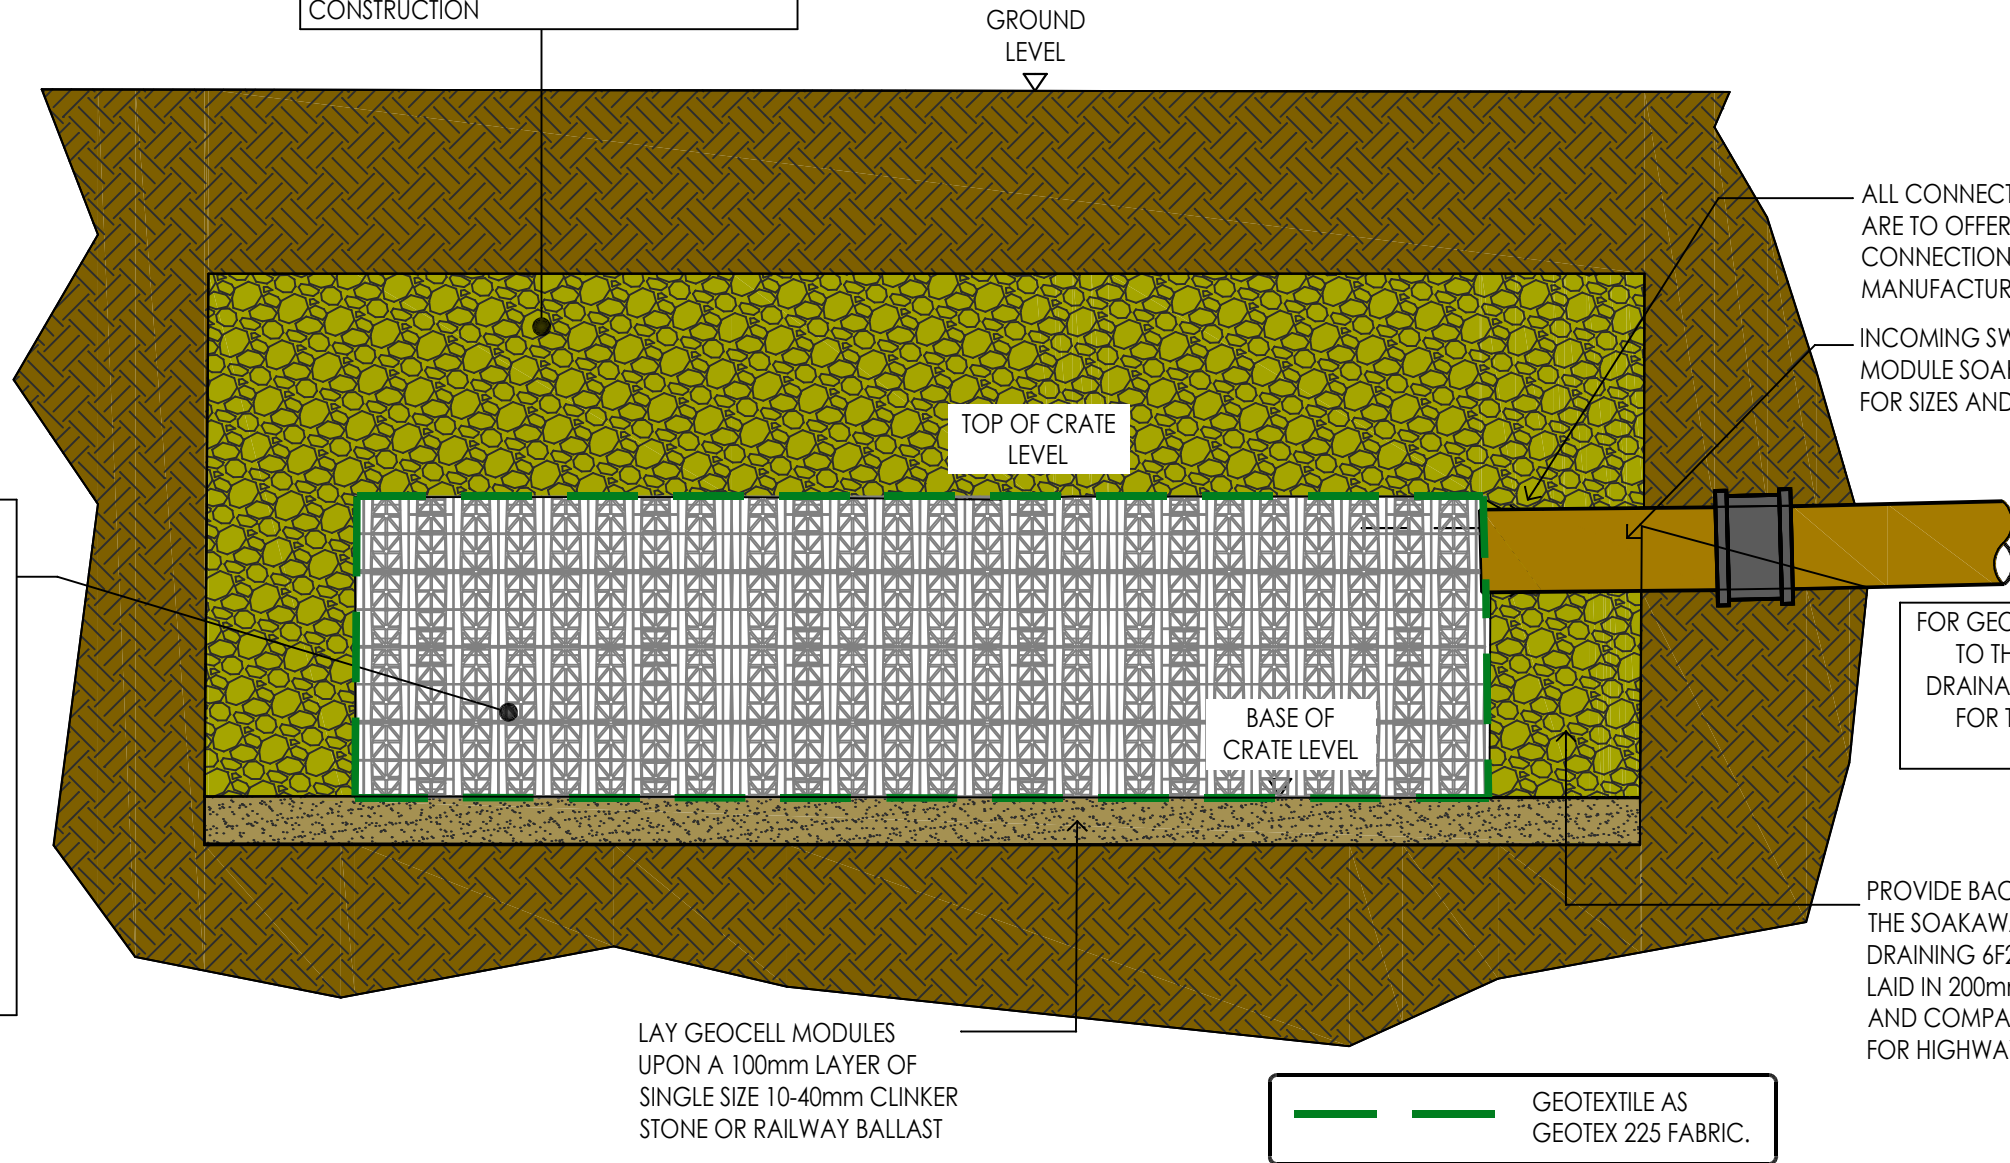 CONSTRUCTION
GROUND
LEVEL
ALL CONNECT
ARE TO OFFER
CONNECTION
MANUFACTUR
INCOMING SW
MODULE SOA
FOR SIZES AND
TOP OF CRATE
LEVEL
FOR GEO
TO TH
DRAINA
FOR T
BASE OF
CRATE LEVEL
PROVIDE BAC
THE SOAKAWA
DRAINING 6F2
LAID IN 200mm
AND COMPA
FOR HIGHWA
LAY GEOCELL MODULES
UPON A 100mm LAYER OF
SINGLE SIZE 10-40mm CLINKER
STONE OR RAILWAY BALLAST
GEOTEXTILE AS
GEOTEX 225 FABRIC.